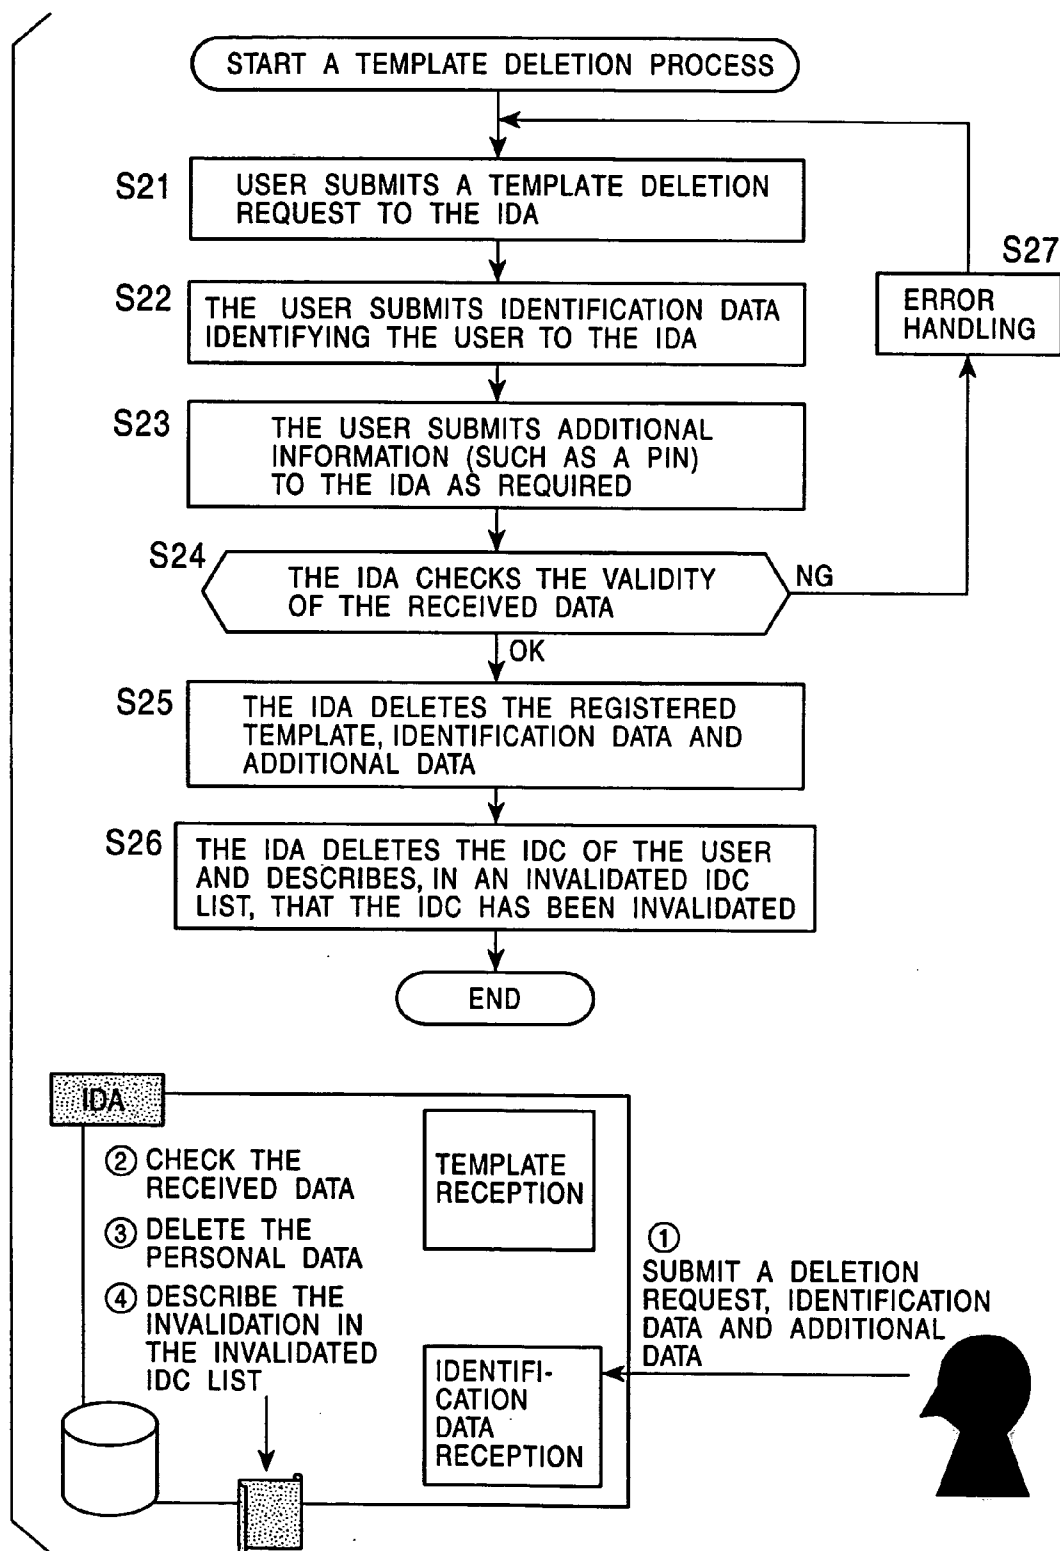 START A TEMPLATE DELETION PROCESS
S21
USER SUBMITS A TEMPLATE DELETION
REQUEST TO THE IDA
S27
ERROR
HANDLING
S22
THE USER SUBMITS IDENTIFICATION DATA
IDENTIFYING THE USER TO THE IDA
S23
THE USER SUBMITS ADDITIONAL
INFORMATION (SUCH AS A PIN)
TO THE IDA AS REQUIRED
S24
THE IDA CHECKS THE VALIDITY
OF THE RECEIVED DATA
NG
OK
S25
THE IDA DELETES THE REGISTERED
TEMPLATE, IDENTIFICATION DATA AND
ADDITIONAL DATA
S26
THE IDA DELETES THE IDC OF THE USER
AND DESCRIBES, IN AN INVALIDATED IDC
LIST, THAT THE IDC HAS BEEN INVALIDATED
END
IDA
② CHECK THE
RECEIVED DATA
③ DELETE THE
PERSONAL DATA
④ DESCRIBE THE
INVALIDATION IN
THE INVALIDATED
IDC LIST
TEMPLATE
RECEPTION
①
SUBMIT A DELETION
REQUEST, IDENTIFICATION
DATA AND ADDITIONAL
DATA
IDENTIFI-
CATION
DATA
RECEPTION